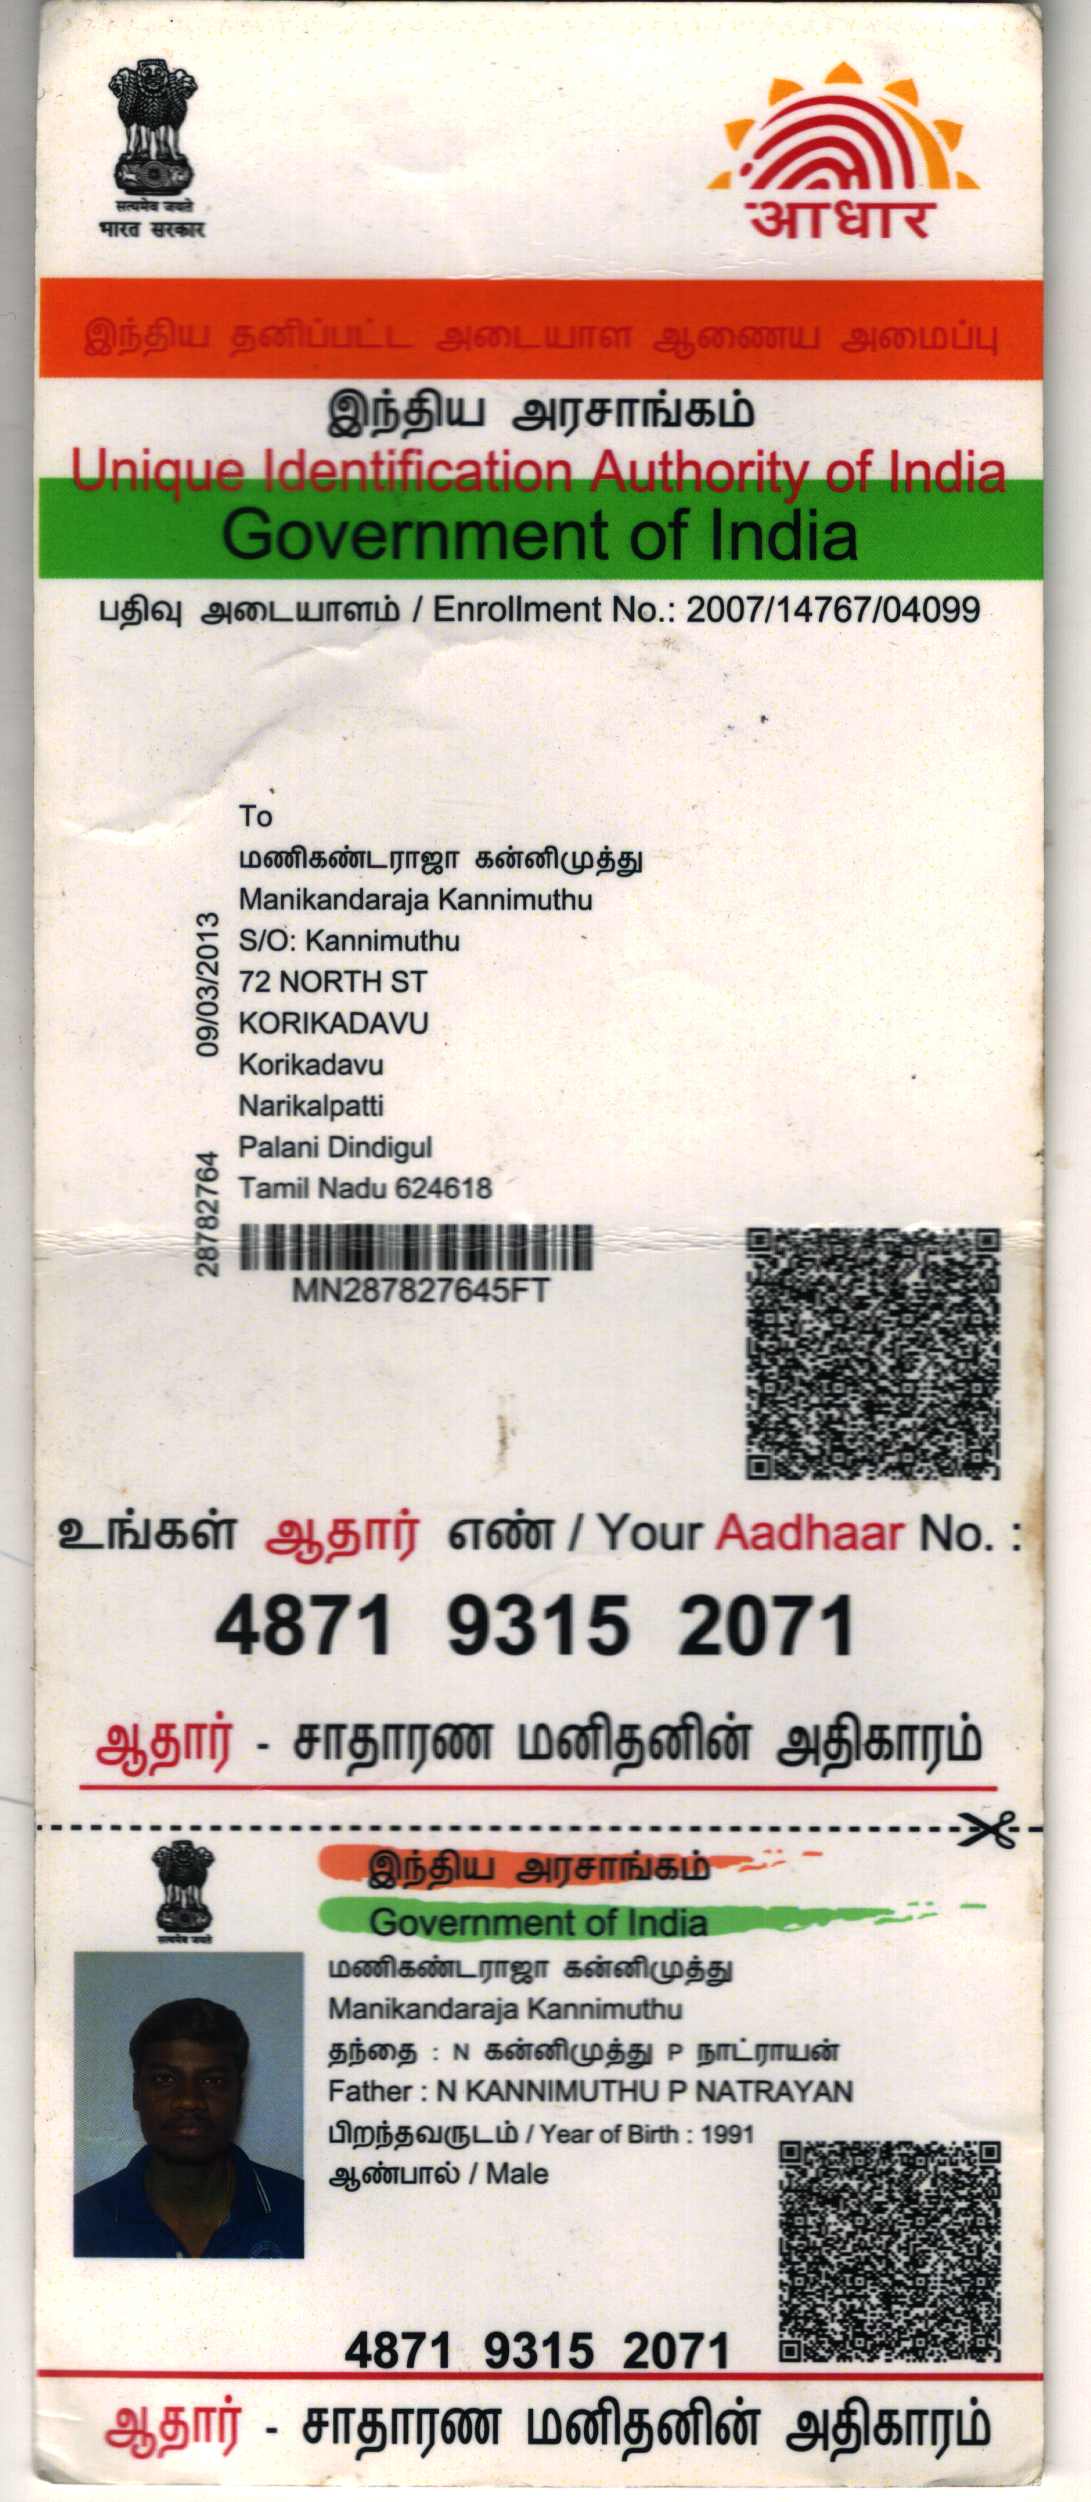 सत्यमेव जयते
भारत सरकार
आधार
இந்திய தனிப்பட்ட அடையாள ஆணைய அமைப்பு
இந்திய அரசாங்கம்
Unique Identification Authority of India
Government of India
பதிவு அடையாளம் / Enrollment No.: 2007/14767/04099
To
மணிகண்டராஜா கன்னிமுத்து
Manikandaraja Kannimuthu
S/O: Kannimuthu
72 NORTH ST
KORIKADAVU
Korikadavu
Narikalpatti
Palani Dindigul
Tamil Nadu 624618
09/03/2013
28782764
MN287827645FT
உங்கள் ஆதார் எண் / Your Aadhaar No. :
4871 9315 2071
ஆதார் - சாதாரண மனிதனின் அதிகாரம்
सत्यमेव जयते
இந்திய அரசாங்கம்
Government of India
மணிகண்டராஜா கன்னிமுத்து
Manikandaraja Kannimuthu
தந்தை : N கன்னிமுத்து P நாட்ராயன்
Father : N KANNIMUTHU P NATRAYAN
பிறந்தவருடம் / Year of Birth : 1991
ஆண்பால் / Male
4871 9315 2071
ஆதார் - சாதாரண மனிதனின் அதிகாரம்